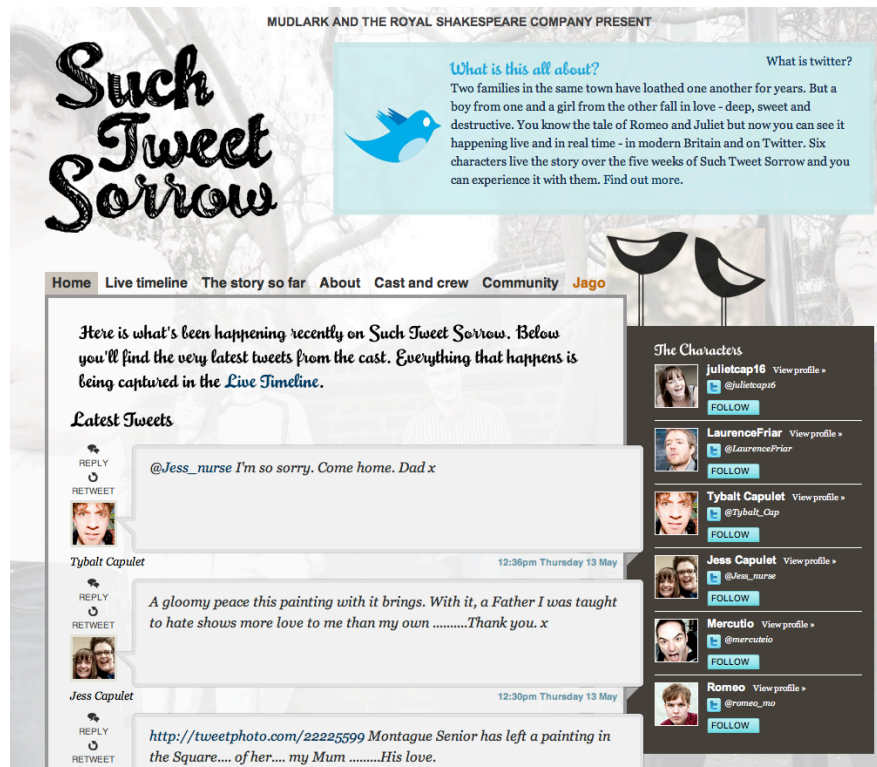 MUDLARK AND THE ROYAL SHAKESPEARE COMPANY PRESENT
Such
Tweet
Sorrow
What is twitter?
What is this all about?
Two families in the same town have loathed one another for years. But a
boy from one and a girl from the other fall in love - deep, sweet and
destructive. You know the tale of Romeo and Juliet but now you can see it
happening live and in real time - in modern Britain and on Twitter. Six
characters live the story over the five weeks of Such Tweet Sorrow and you
can experience it with them. Find out more.
Home Live timeline The story so far About Cast and crew Community Jago
Here is what's been happening recently on Such Tweet Sorrow. Below
you'll find the very latest tweets from the cast. Everything that happens is
being captured in the Live Timeline.
Latest Tweets
REPLY
RETWEET
@Jess_nurse I'm so sorry. Come home. Dad x
Tybalt Capulet
12:36pm Thursday 13 May
REPLY
RETWEET
A gloomy peace this painting with it brings. With it, a Father I was taught
to hate shows more love to me than my own ..........Thank you. x
Jess Capulet
12:30pm Thursday 13 May
REPLY
RETWEET
http://tweetphoto.com/22225599 Montague Senior has left a painting in
the Square.... of her.... my Mum .........His love.
The Characters
julietcap16 View profile »
@julietcap16
FOLLOW
LaurenceFriar View profile »
@LaurenceFriar
FOLLOW
Tybalt Capulet View profile »
@Tybalt_Cap
FOLLOW
Jess Capulet View profile »
@Jess_nurse
FOLLOW
Mercutio View profile »
@mercuteio
FOLLOW
Romeo View profile »
@romeo_mo
FOLLOW